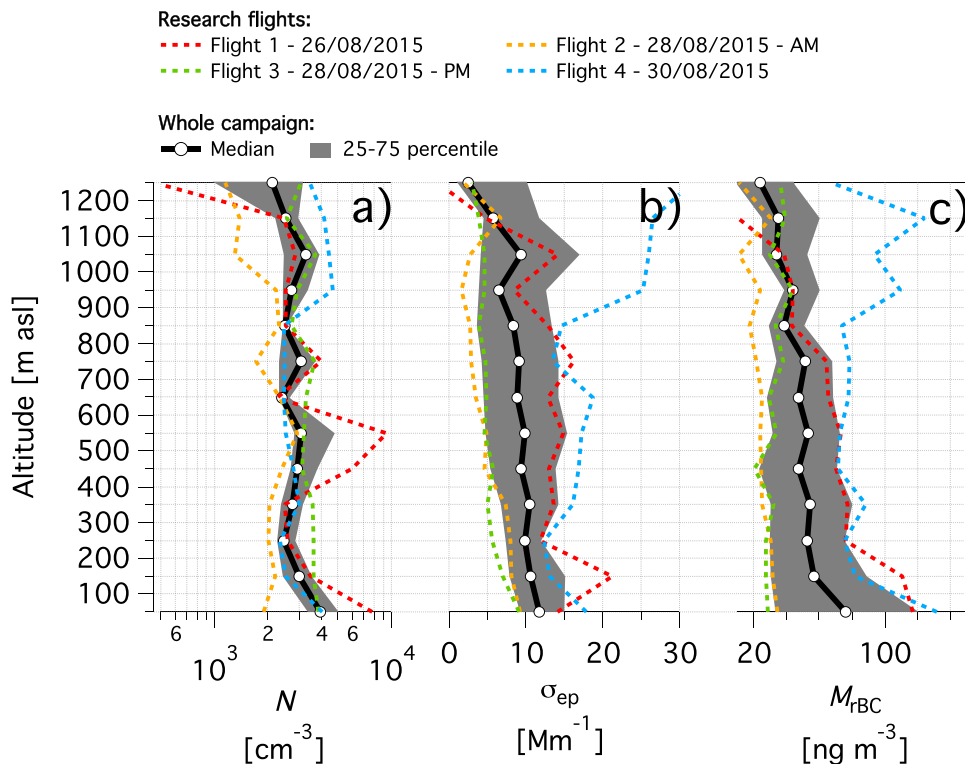 Research flights:
Flight 1 - 26/08/2015 Flight 2 - 28/08/2015 - AM
Flight 3 - 28/08/2015 - PM Flight 4 - 30/08/2015
Whole campaign:
Median 25-75 percentile
a) b) c)
Altitude [m asl]
1200
1100
1000
900
800
700
600
500
400
300
200
100
6 2 4 6
10³ 10⁴ 0 10 20 30 20 100
N σep MrBC
[cm⁻³] [Mm⁻¹] [ng m⁻³]